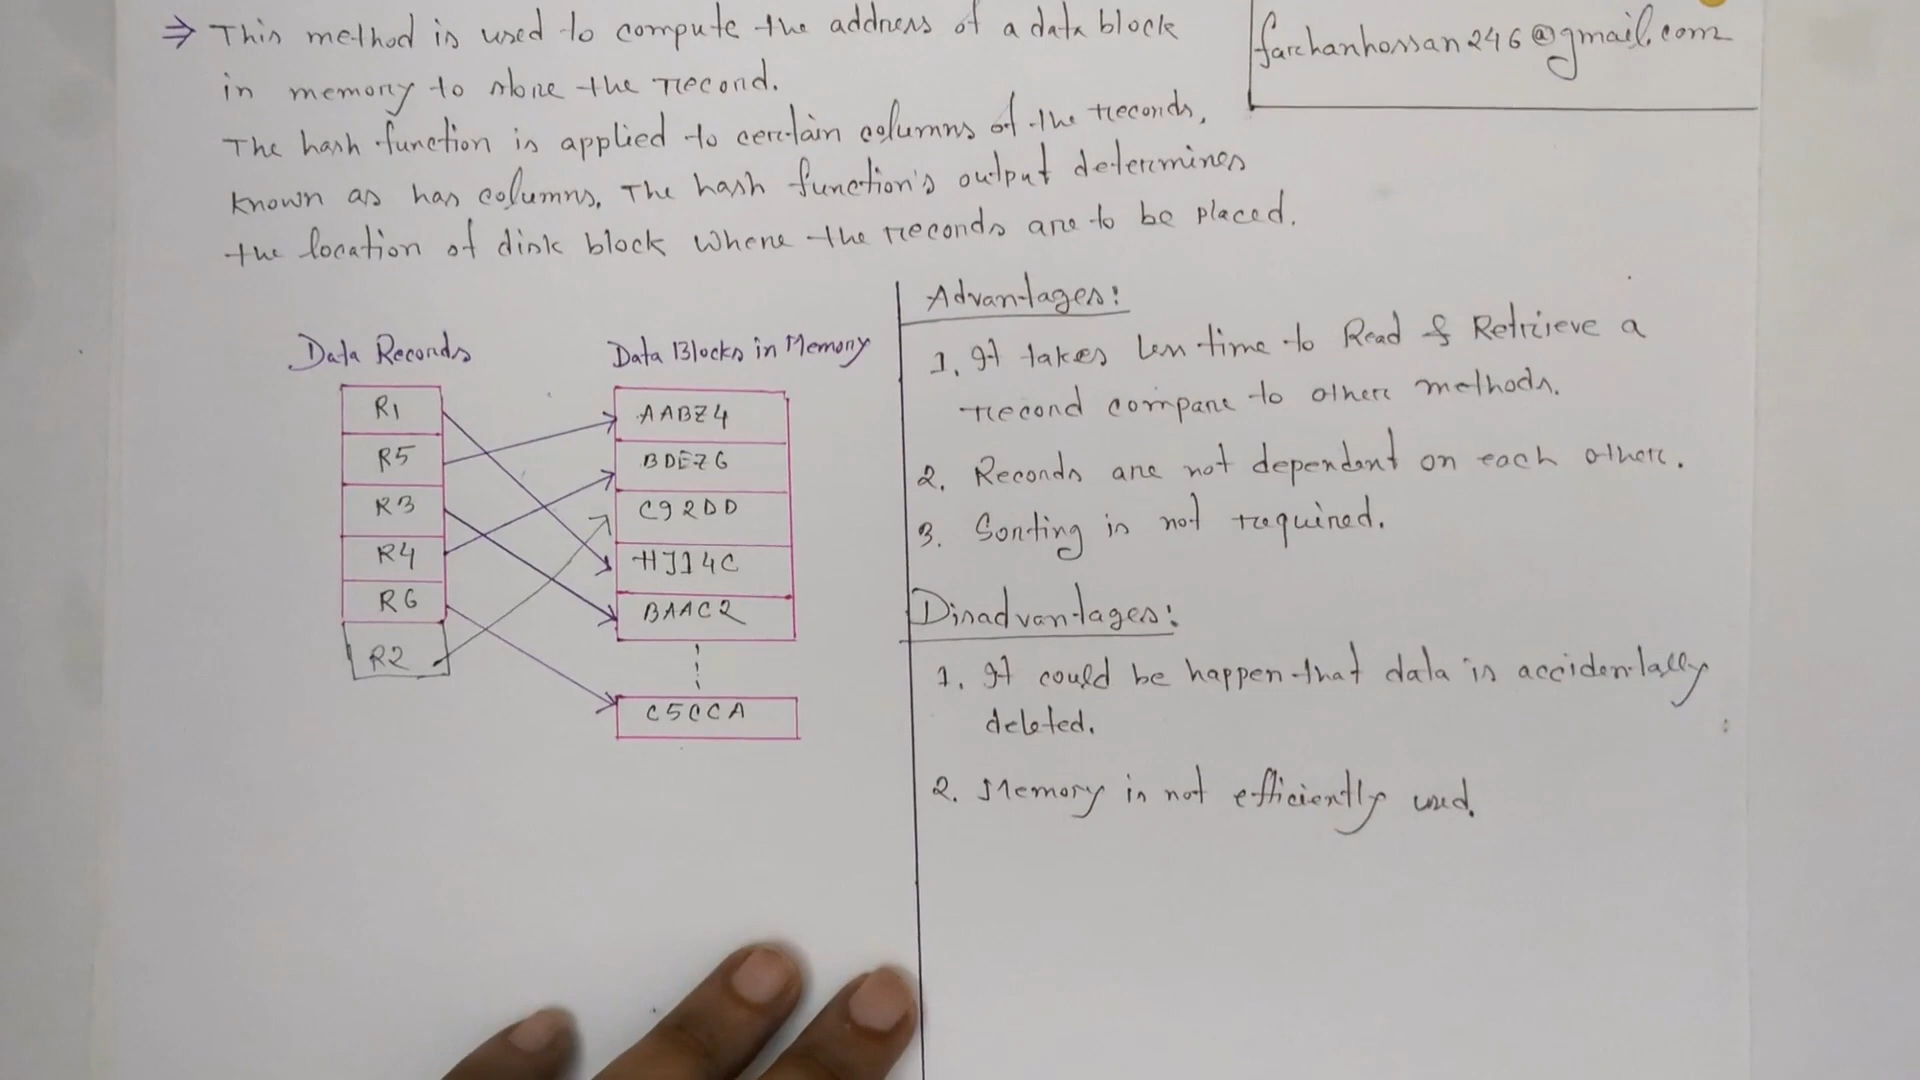 ⇒ This method is used to compute the address of a data block
in memory to store the record.
The hash function is applied to certain columns of the records,
known as has columns, The hash function's output determines
the location of disk block where the records are to be placed.
farhanhossan246@gmail.com
Data Records
R1
R5
R3
R4
R6
R2
Data Blocks in Memory
AABZ4
BDEZ6
C92DD
HJ14C
BAAC2
C5CCA
Advantages:
1. It takes less time to Read & Retrieve a
record compare to other methods.
2. Records are not dependent on each other.
3. Sorting is not required.
Disadvantages:
1. It could be happen that data is accidentally
deleted.
2. Memory is not efficiently used.